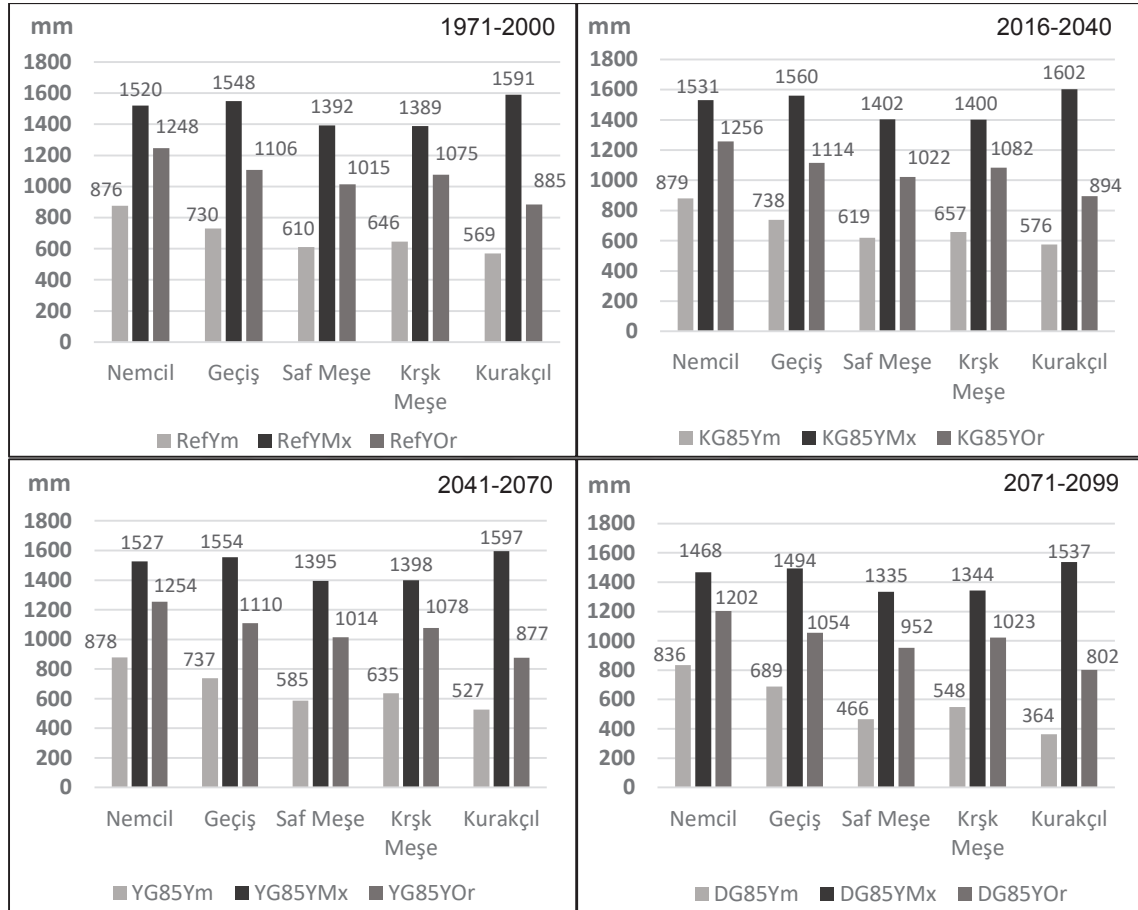 mm 1971-2000
1800
1600
1400
1200
1000
800
600
400
200
0
1520 1548 1392 1389 1591
1248 1106 1015 1075 885
876 730 610 646 569
Nemcil Geçiş Saf Meşe Krşk Meşe Kurakçıl
RefYm RefYMx RefYOr
mm 2016-2040
1800
1600
1400
1200
1000
800
600
400
200
0
1531 1560 1402 1400 1602
1256 1114 1022 1082 894
879 738 619 657 576
Nemcil Geçiş Saf Meşe Krşk Meşe Kurakçıl
KG85Ym KG85YMx KG85YOr
mm 2041-2070
1800
1600
1400
1200
1000
800
600
400
200
0
1527 1554 1395 1398 1597
1254 1110 1014 1078 877
878 737 585 635 527
Nemcil Geçiş Saf Meşe Krşk Meşe Kurakçıl
YG85Ym YG85YMx YG85YOr
mm 2071-2099
1800
1600
1400
1200
1000
800
600
400
200
0
1468 1494 1335 1344 1537
1202 1054 952 1023 802
836 689 466 548 364
Nemcil Geçiş Saf Meşe Krşk Meşe Kurakçıl
DG85Ym DG85YMx DG85YOr